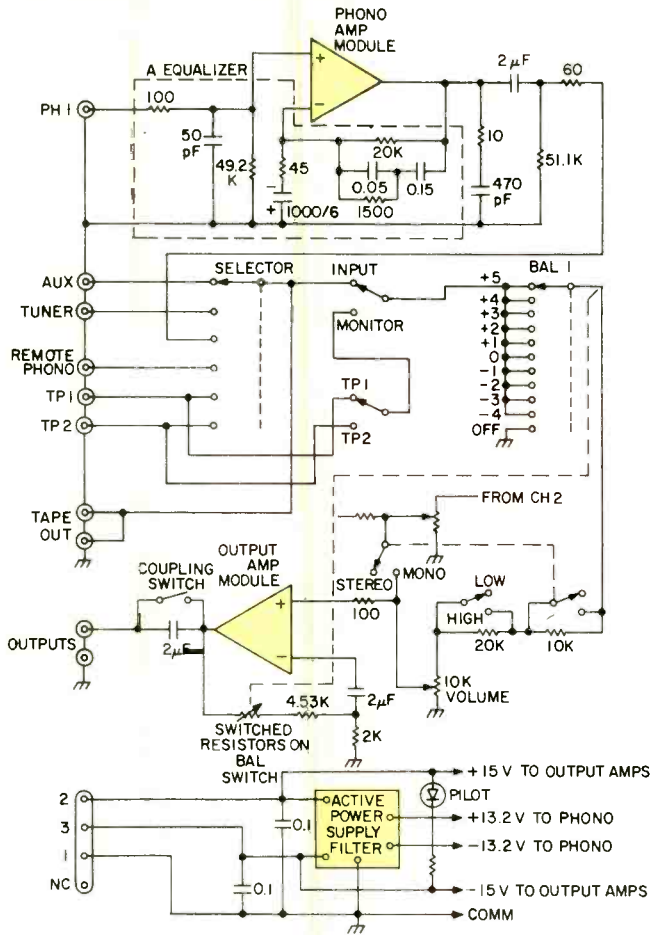 PHONO
AMP
MODULE
A EQUALIZER
2µF
60
PH 1
100
50
pF
49.2
K
45
20K
0.05
0.15
1500
1000/6
10
470
pF
51.1K
+
−
−
+
AUX
SELECTOR
INPUT
+5
BAL 1
TUNER
MONITOR
+4
+3
+2
+1
0
−1
−2
−3
−4
OFF
REMOTE
PHONO
TP1
TP1
TP2
TP2
TAPE
OUT
FROM CH 2
OUTPUT
AMP
MODULE
COUPLING
SWITCH
STEREO
MONO
100
LOW
HIGH
20K
10K
+
−
OUTPUTS
2µF
10K
VOLUME
4.53K
2µF
2K
SWITCHED
RESISTORS ON
BAL
SWITCH
2
3
1
NC
0.1
0.1
ACTIVE
POWER
SUPPLY
FILTER
PILOT
+15 V TO OUTPUT AMPS
+13.2 V TO PHONO
−13.2 V TO PHONO
−15 V TO OUTPUT AMPS
COMM